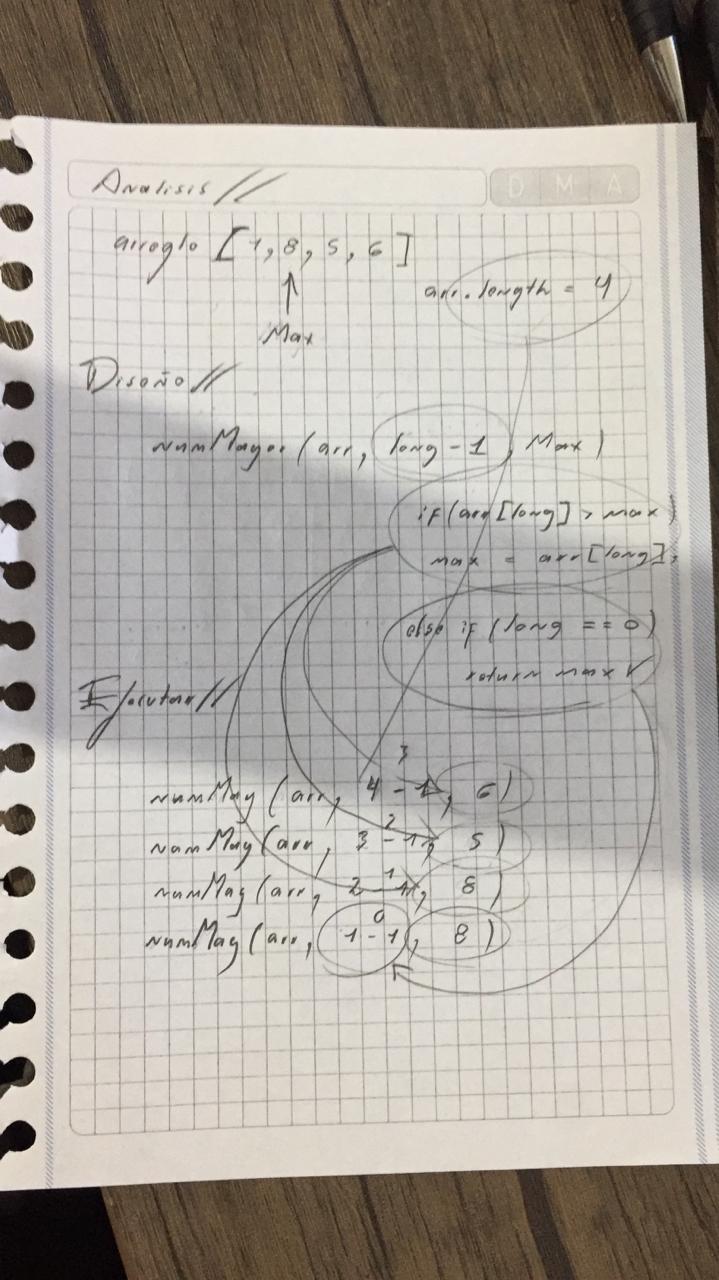 Analisis //
D M A
arreglo [1, 8, 5, 6]
arr.length = 4
Max
Diseño //
numMayor (arr, long-1, Max)
if (arr[long] > max)
max = arr[long];
else if (long == 0)
return max
Ejecutar //
3
numMay (arr, 4-1, 6)
2
numMay (arr, 3-1, 5)
1
numMay (arr, 2-1, 8)
0
numMay (arr, 1-1, 8)